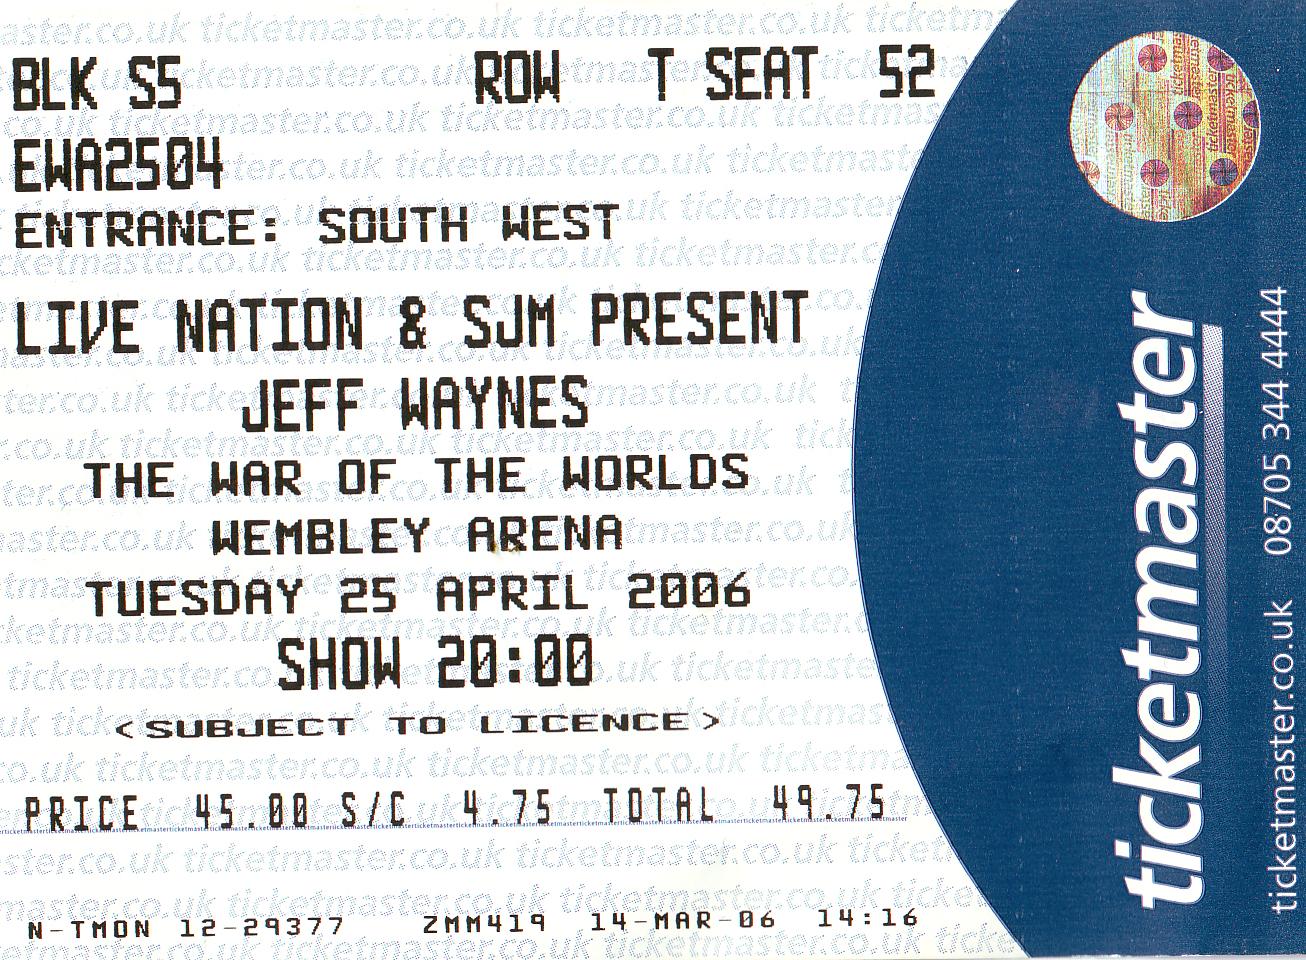 BLK S5 ROW T SEAT 52
EWA2504
ENTRANCE: SOUTH WEST
LIVE NATION & SJM PRESENT
JEFF WAYNES
THE WAR OF THE WORLDS
WEMBLEY ARENA
TUESDAY 25 APRIL 2006
SHOW 20:00
<SUBJECT TO LICENCE>
PRICE 45.00 S/C 4.75 TOTAL 49.75
N-TMON 12-29377 ZMM419 14-MAR-06 14:16
ticketmaster
ticketmaster.co.uk 08705 344 4444